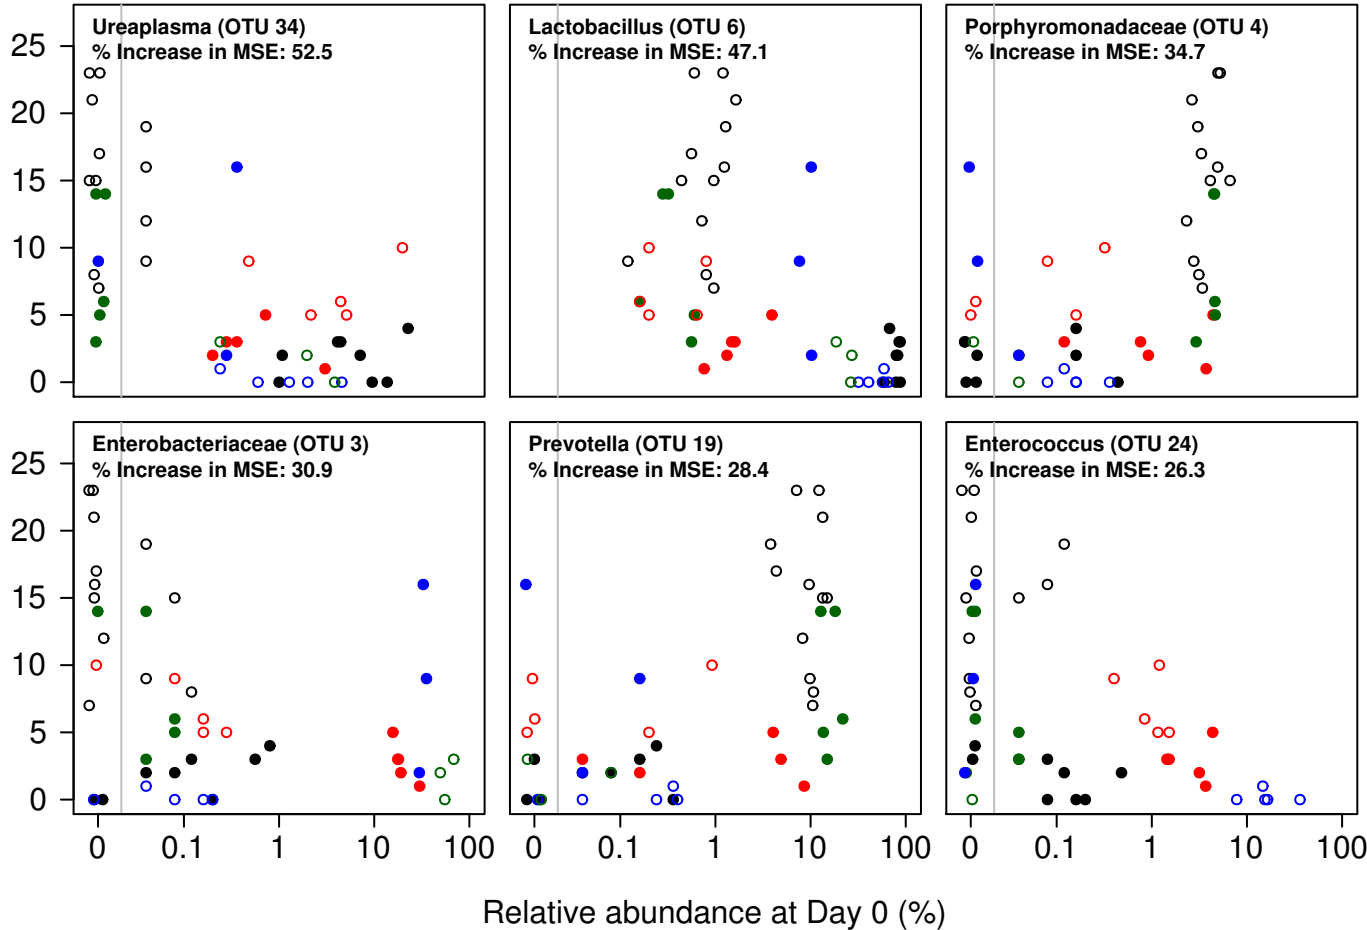 Ureaplasma (OTU 34)
% Increase in MSE: 52.5
Lactobacillus (OTU 6)
% Increase in MSE: 47.1
Porphyromonadaceae (OTU 4)
% Increase in MSE: 34.7
25
20
15
10
5
0
Enterobacteriaceae (OTU 3)
% Increase in MSE: 30.9
Prevotella (OTU 19)
% Increase in MSE: 28.4
Enterococcus (OTU 24)
% Increase in MSE: 26.3
25
20
15
10
5
0
0 0.1 1 10 100
0 0.1 1 10 100
0 0.1 1 10 100
Relative abundance at Day 0 (%)